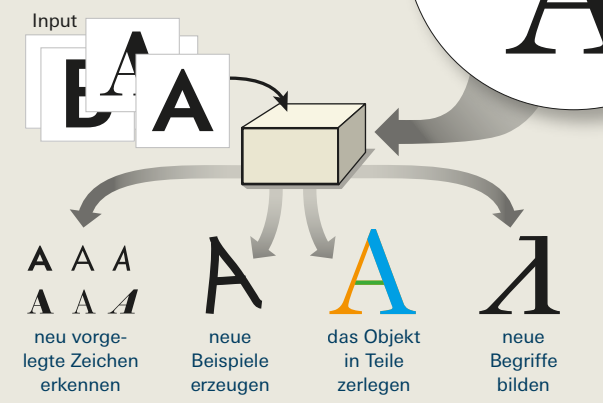 Input
B
A
A
A
A A A
A A A
A
A
neu vorge-
legte Zeichen
erkennen
neue
Beispiele
erzeugen
das Objekt
in Teile
zerlegen
neue
Begriffe
bilden